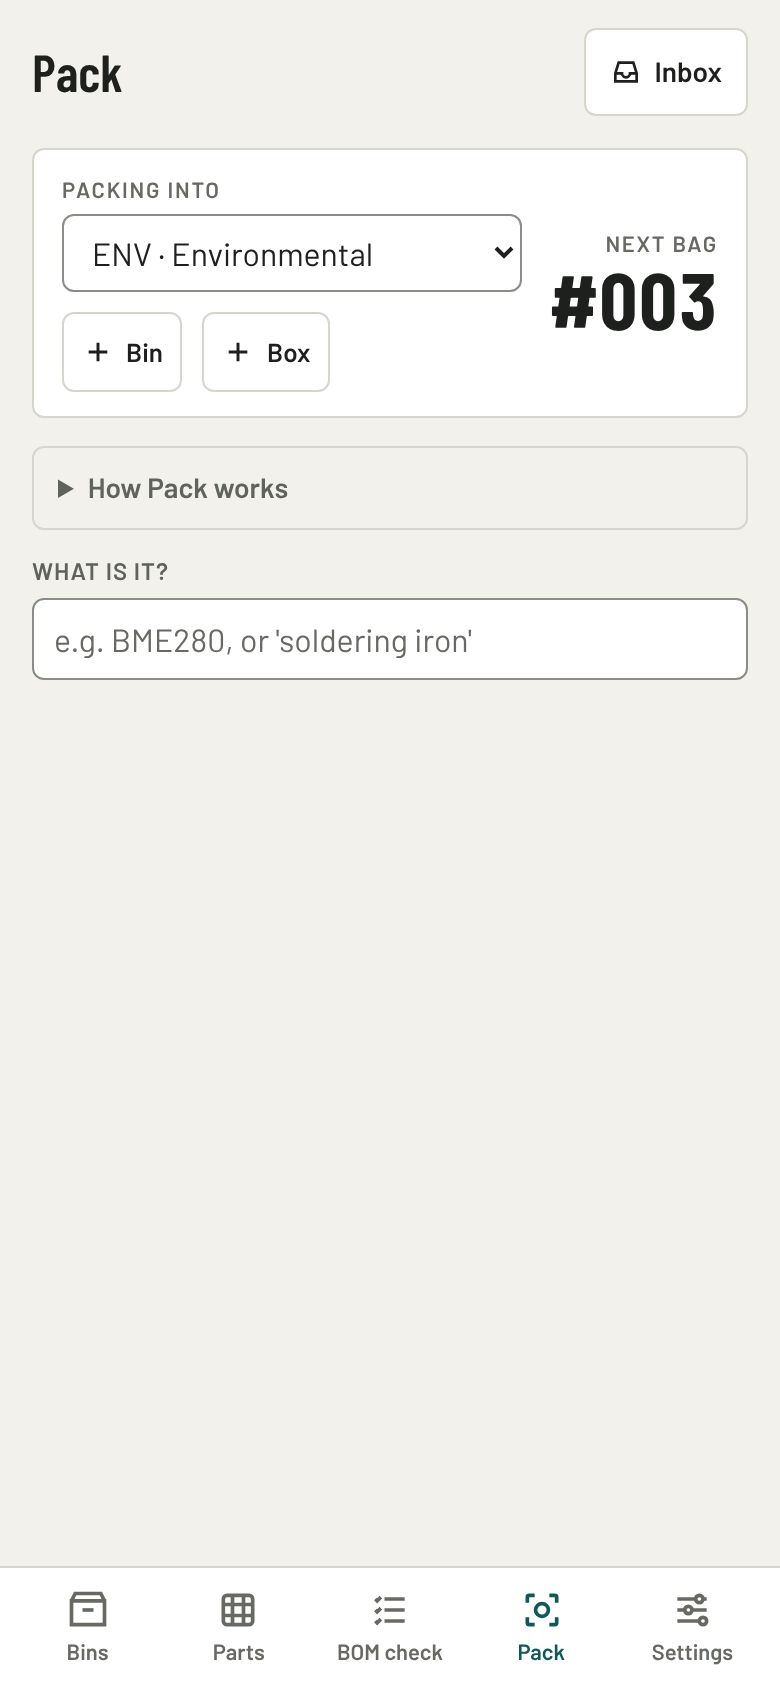 Pack
Inbox
PACKING INTO
ENV · Environmental
NEXT BAG
#003
Bin
Box
How Pack works
WHAT IS IT?
e.g. BME280, or 'soldering iron'
Bins
Parts
BOM check
Pack
Settings